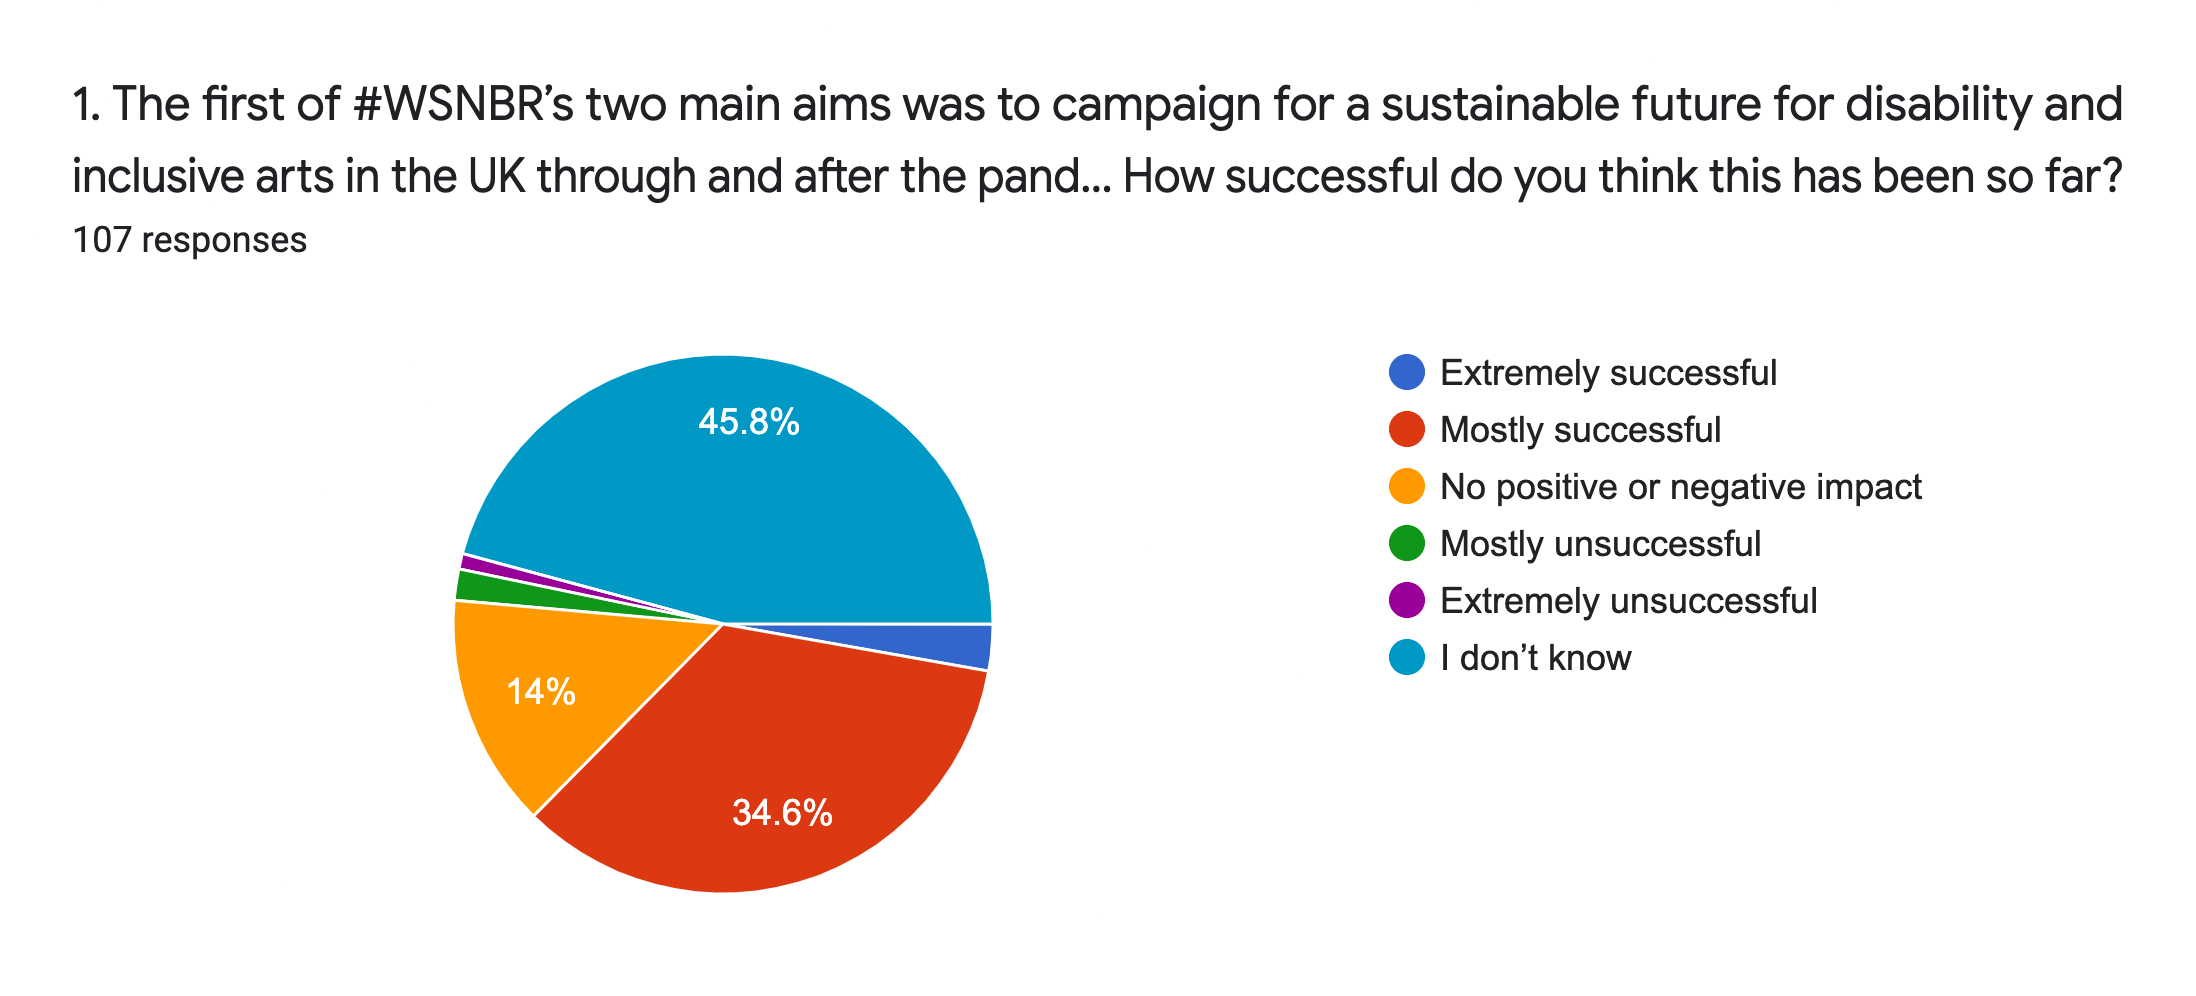 1. The first of #WSNBR’s two main aims was to campaign for a sustainable future for disability and
inclusive arts in the UK through and after the pand... How successful do you think this has been so far?
107 responses
45.8%
14%
34.6%
Extremely successful
Mostly successful
No positive or negative impact
Mostly unsuccessful
Extremely unsuccessful
I don’t know